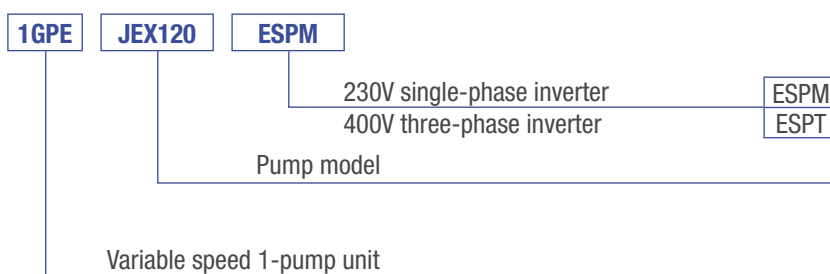 1GPE JEX120 ESPM
230V single-phase inverter ESPM
400V three-phase inverter ESPT
Pump model
Variable speed 1-pump unit